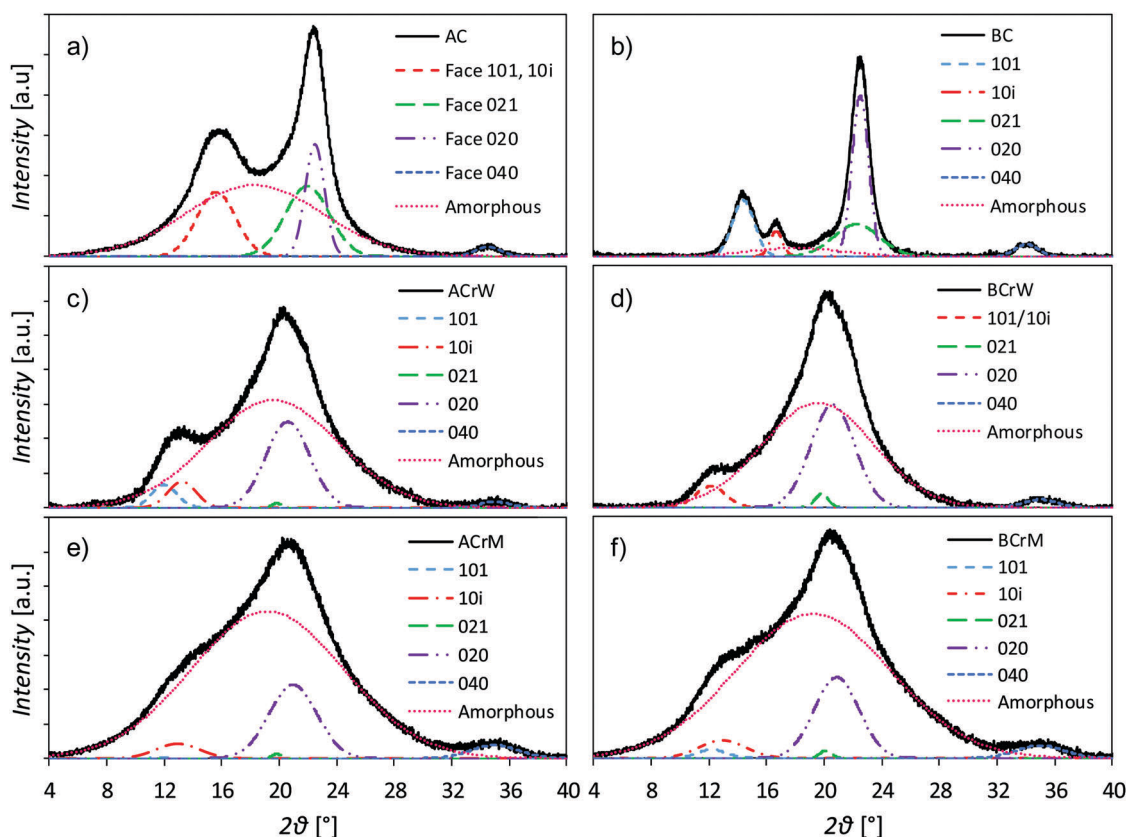 a)
AC
Face 101, 10i
Face 021
Face 020
Face 040
Amorphous
Intensity [a.u]
b)
BC
101
10i
021
020
040
Amorphous
c)
ACrW
101
10i
021
020
040
Amorphous
Intensity [a.u.]
d)
BCrW
101/10i
021
020
040
Amorphous
e)
ACrM
101
10i
021
020
040
Amorphous
Intensity [a.u.]
4 8 12 16 20 24 28 32 36 40
2ϑ [°]
f)
BCrM
101
10i
021
020
040
Amorphous
4 8 12 16 20 24 28 32 36 40
2ϑ [°]